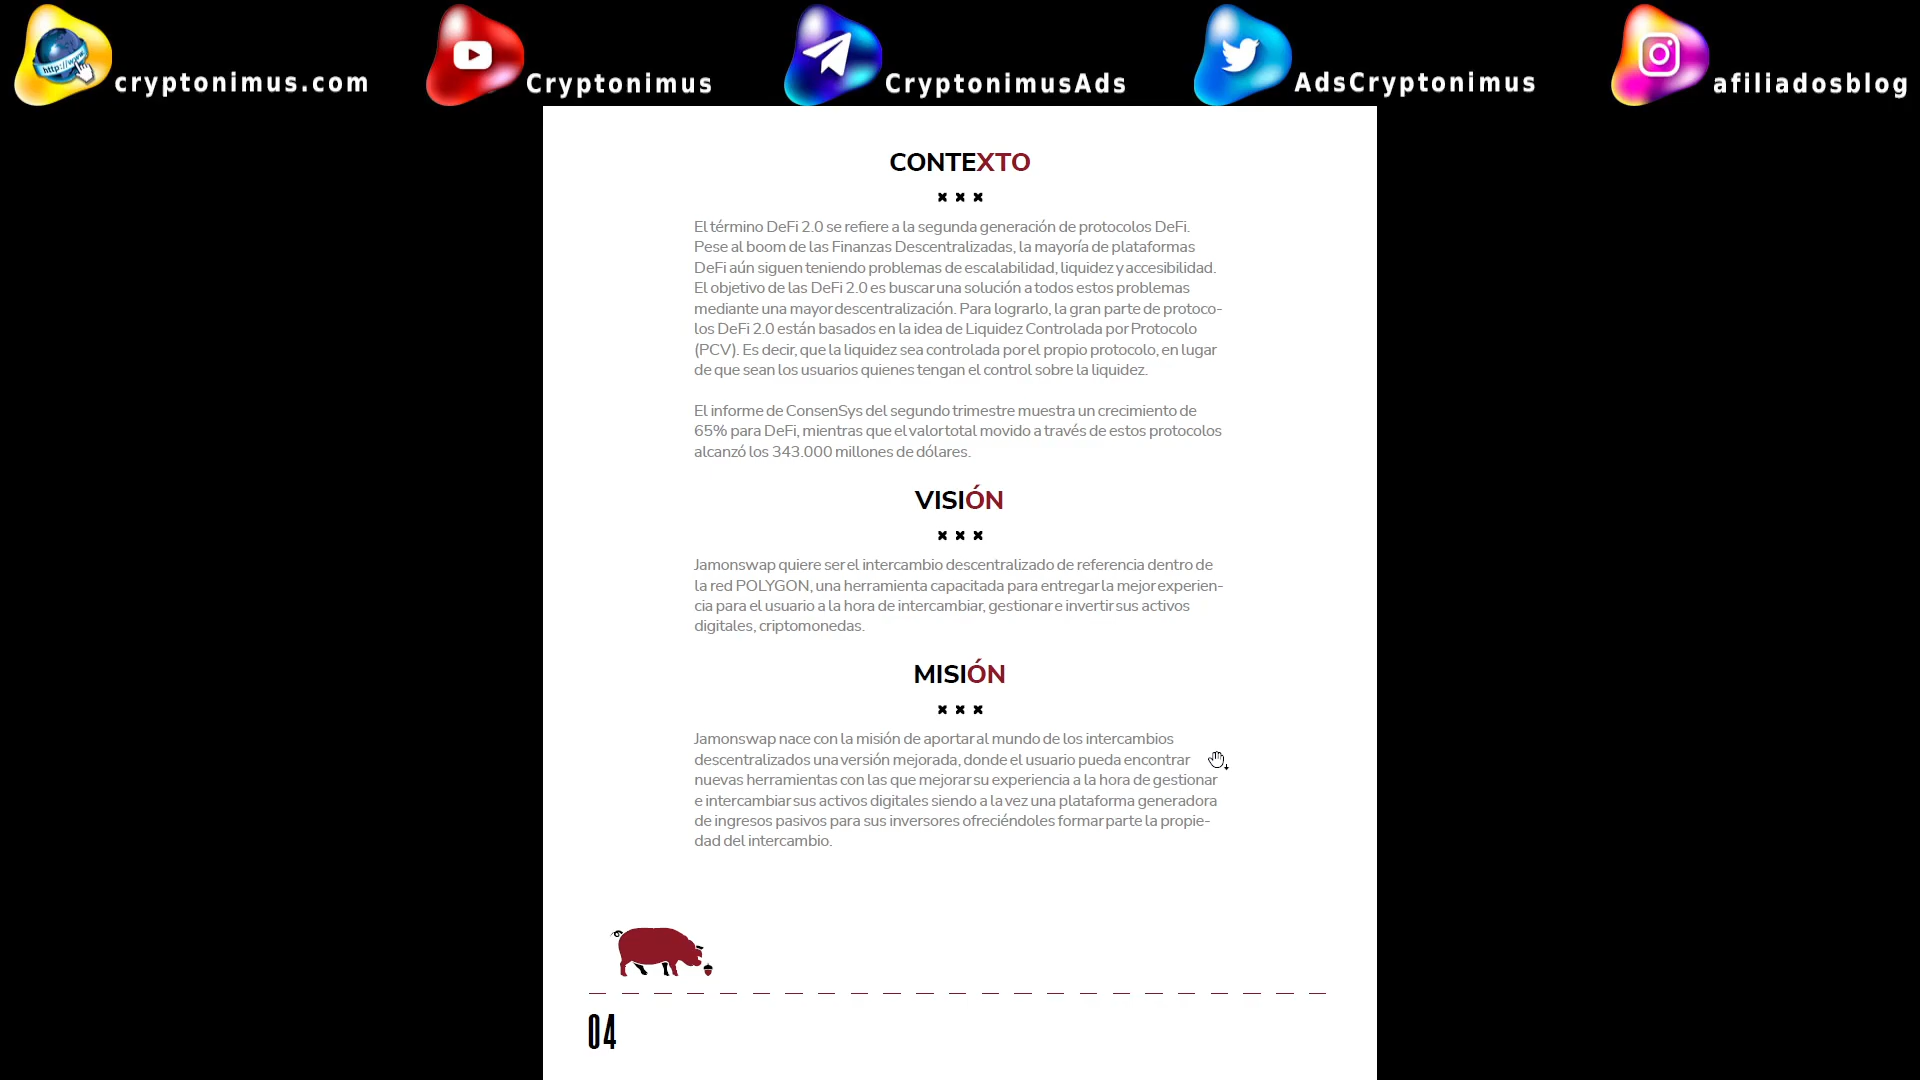 cryptonimus.com
Cryptonimus
CryptonimusAds
AdsCryptonimus
afiliadosblog
CONTEXTO
El término DeFi 2.0 se refiere a la segunda generación de protocolos DeFi.
Pese al boom de las Finanzas Descentralizadas, la mayoría de plataformas
DeFi aún siguen teniendo problemas de escalabilidad, liquidez y accesibilidad.
El objetivo de las DeFi 2.0 es buscar una solución a todos estos problemas
mediante una mayor descentralización. Para lograrlo, la gran parte de protoco-
los DeFi 2.0 están basados en la idea de Liquidez Controlada por Protocolo
(PCV). Es decir, que la liquidez sea controlada por el propio protocolo, en lugar
de que sean los usuarios quienes tengan el control sobre la liquidez.
El informe de ConsenSys del segundo trimestre muestra un crecimiento de
65% para DeFi, mientras que el valor total movido a través de estos protocolos
alcanzó los 343.000 millones de dólares.
VISIÓN
Jamonswap quiere ser el intercambio descentralizado de referencia dentro de
la red POLYGON, una herramienta capacitada para entregar la mejor experien-
cia para el usuario a la hora de intercambiar, gestionar e invertir sus activos
digitales, criptomonedas.
MISIÓN
Jamonswap nace con la misión de aportar al mundo de los intercambios
descentralizados una versión mejorada, donde el usuario pueda encontrar
nuevas herramientas con las que mejorar su experiencia a la hora de gestionar
e intercambiar sus activos digitales siendo a la vez una plataforma generadora
de ingresos pasivos para sus inversores ofreciéndoles formar parte la propie-
dad del intercambio.
04